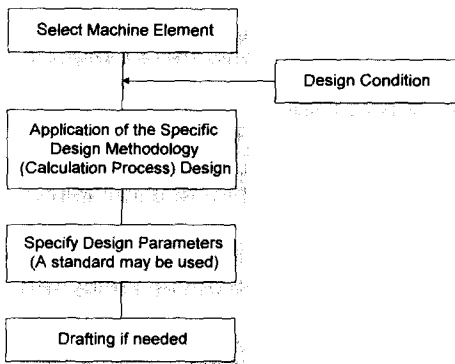 Select Machine Element
Design Condition
Application of the Specific
Design Methodology
(Calculation Process) Design
Specify Design Parameters
(A standard may be used)
Drafting if needed